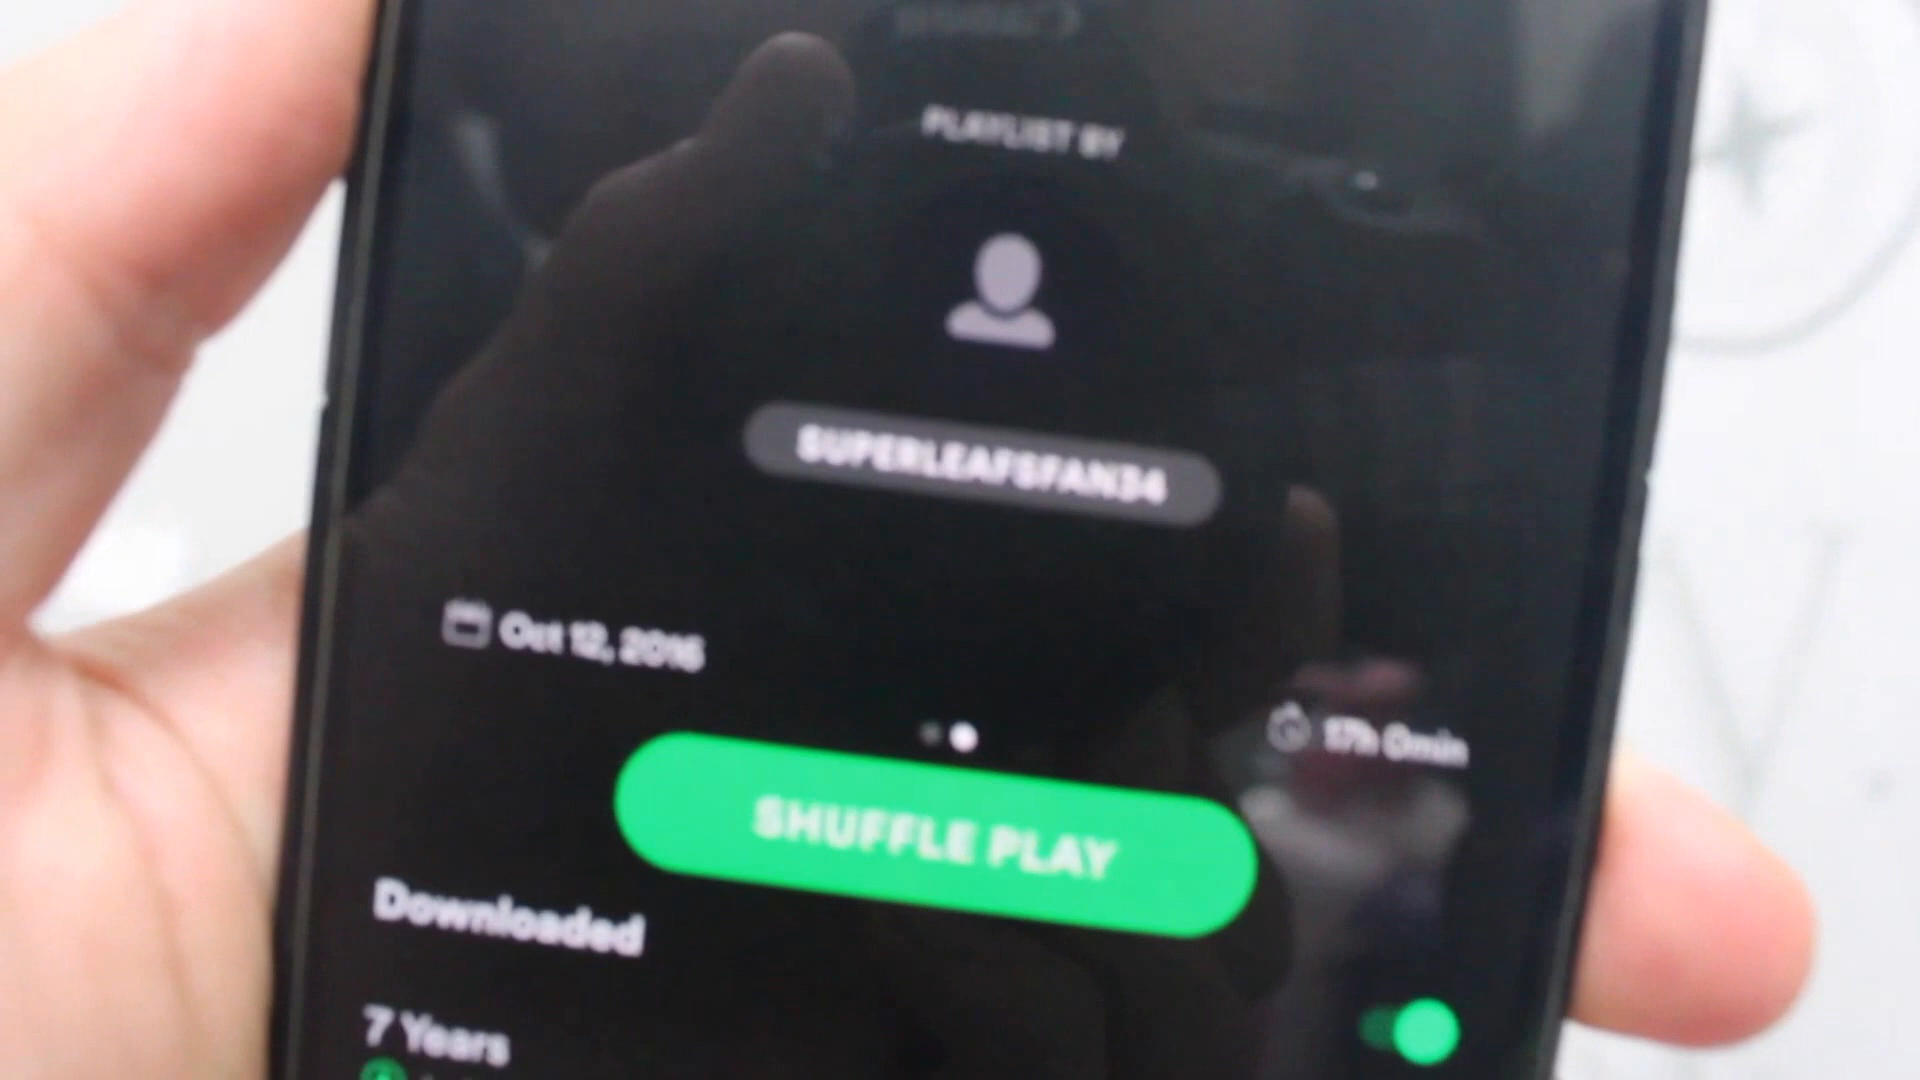 PLAYLIST BY
SUPERLEAFSFAN34
Oct 12, 2016
17h 0min
SHUFFLE PLAY
Downloaded
7 Years